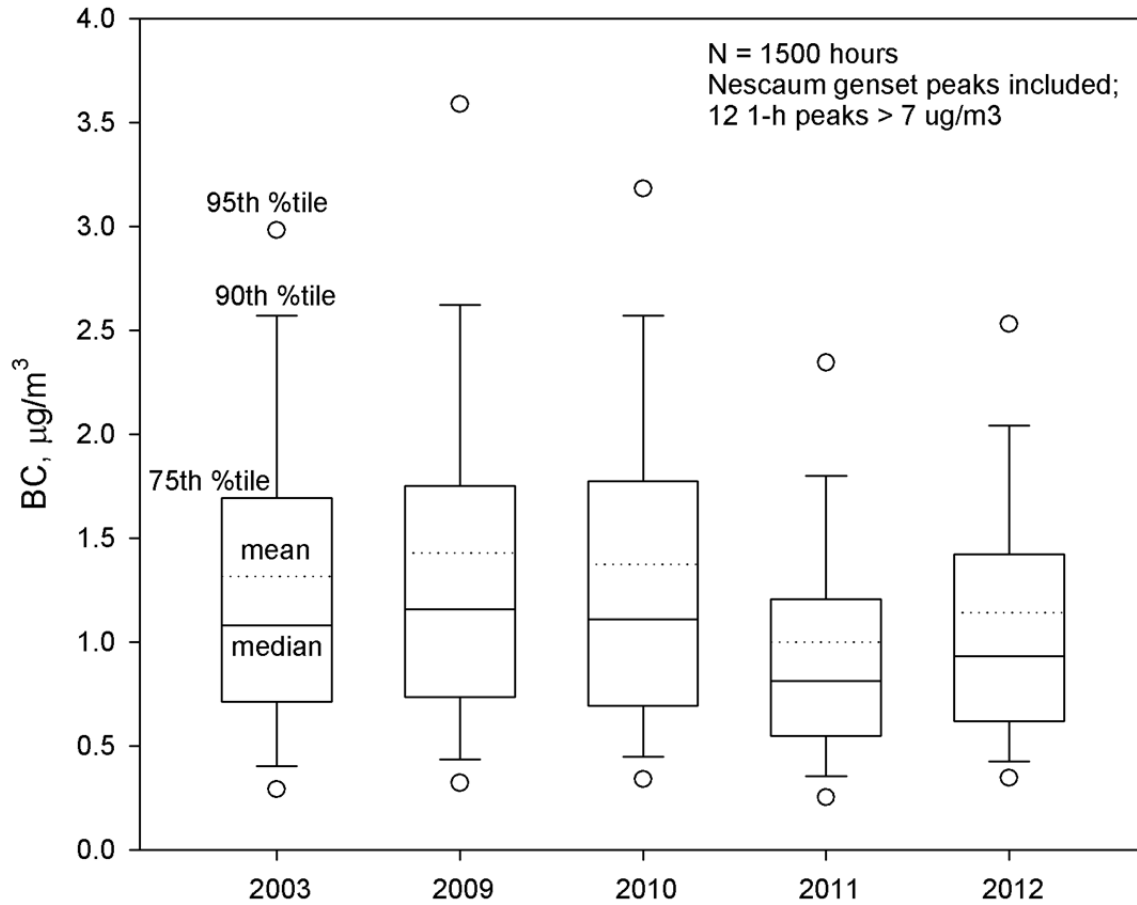 4.0
N = 1500 hours
Nescaum genset peaks included;
12 1-h peaks > 7 ug/m3
3.5
95th %tile
3.0
90th %tile
2.5
BC, μg/m³
2.0
75th %tile
1.5
mean
1.0
median
0.5
0.0
2003 2009 2010 2011 2012